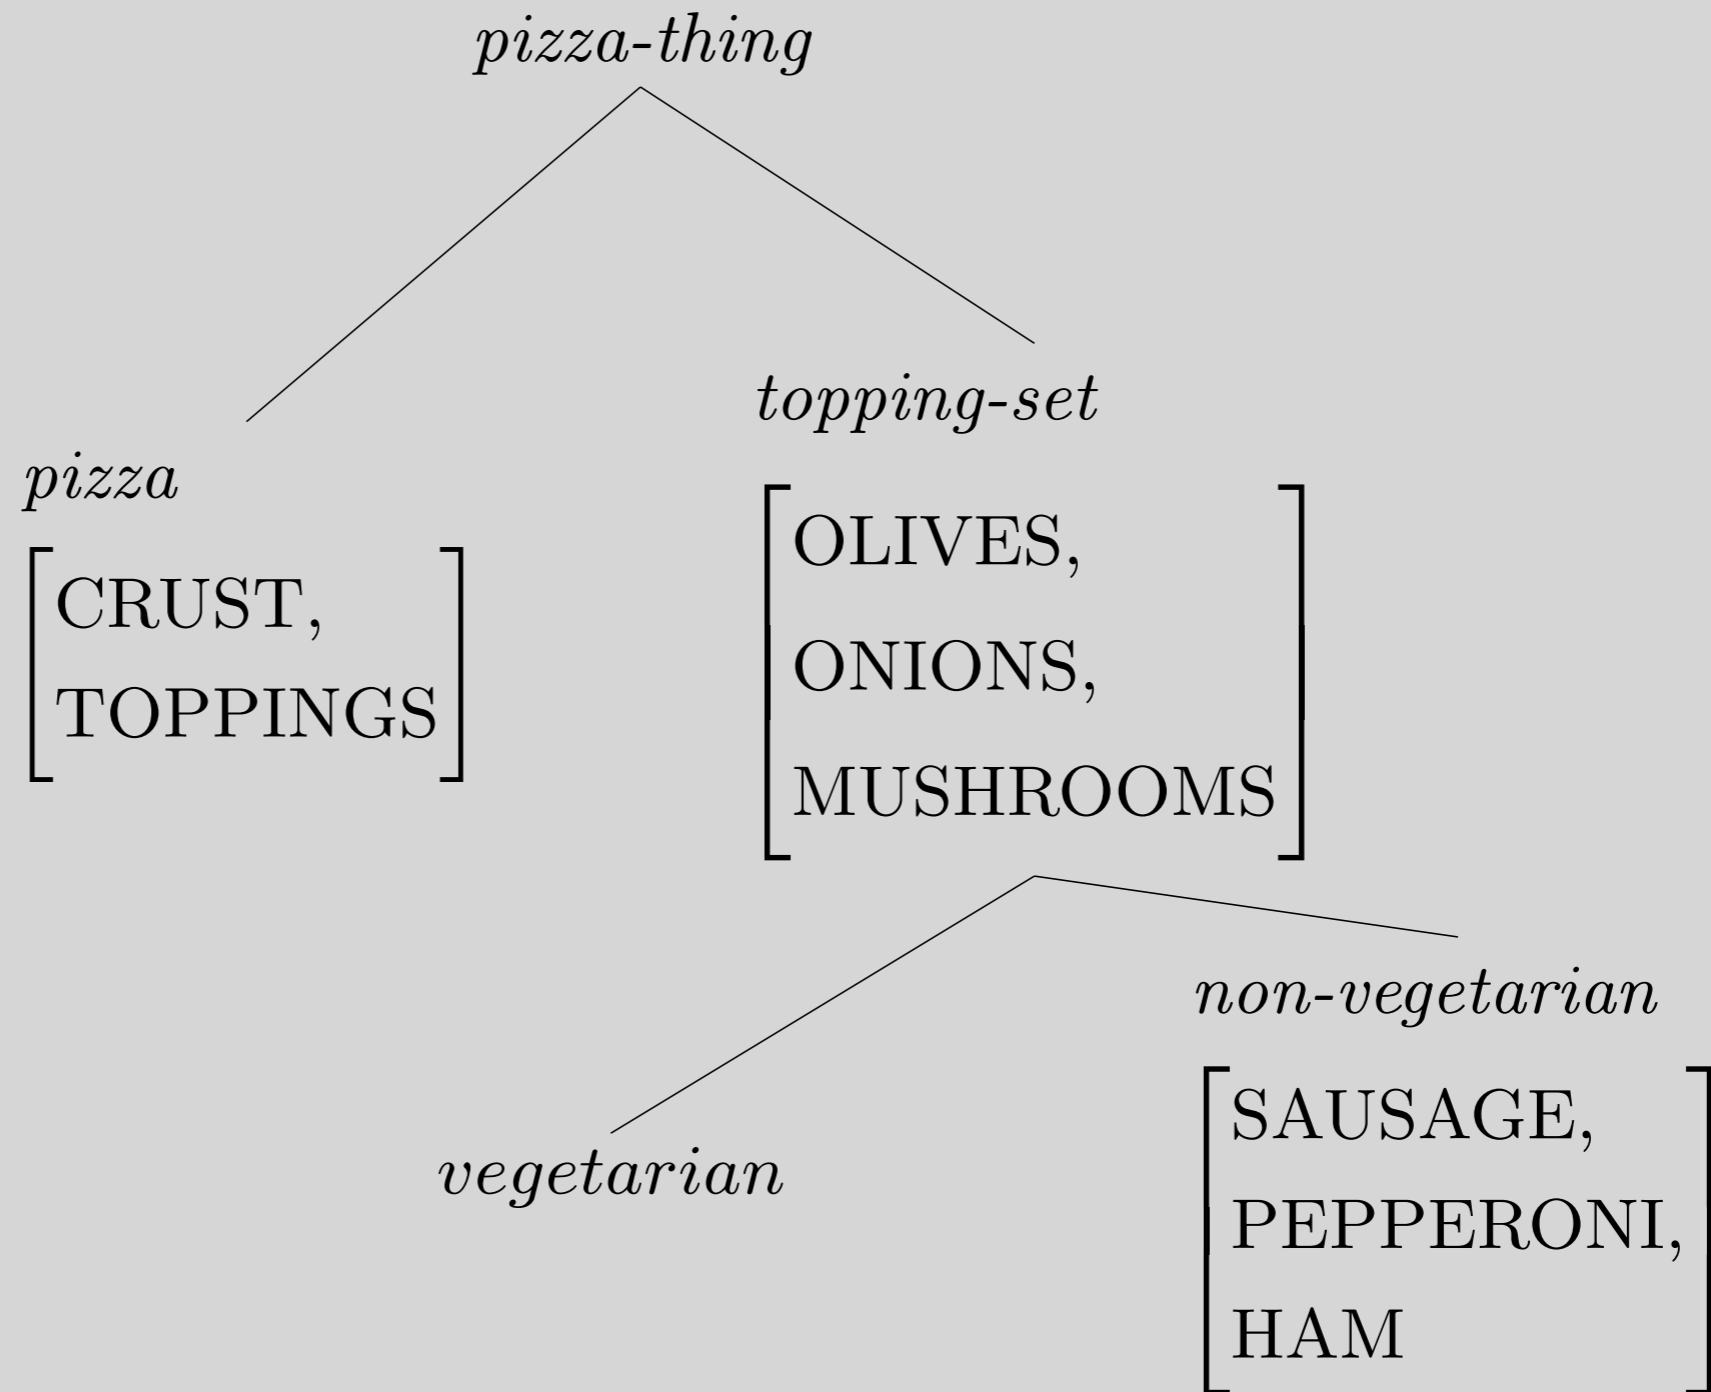 pizza-thing
pizza
CRUST,
TOPPINGS
topping-set
OLIVES,
ONIONS,
MUSHROOMS
vegetarian
non-vegetarian
SAUSAGE,
PEPPERONI,
HAM